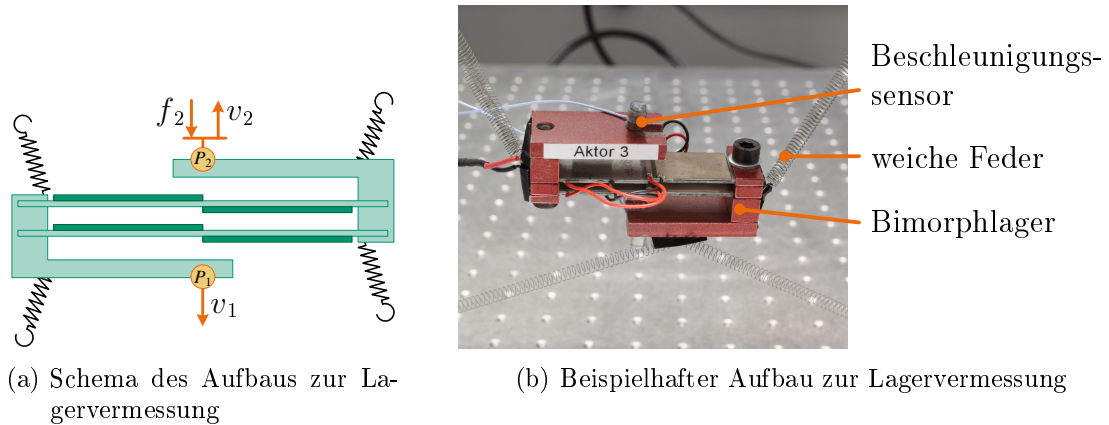 f2
v2
P2
P1
v1
Aktor 3
Beschleunigungs-
sensor
weiche Feder
Bimorphlager
(a) Schema des Aufbaus zur La-
gervermessung
(b) Beispielhafter Aufbau zur Lagervermessung